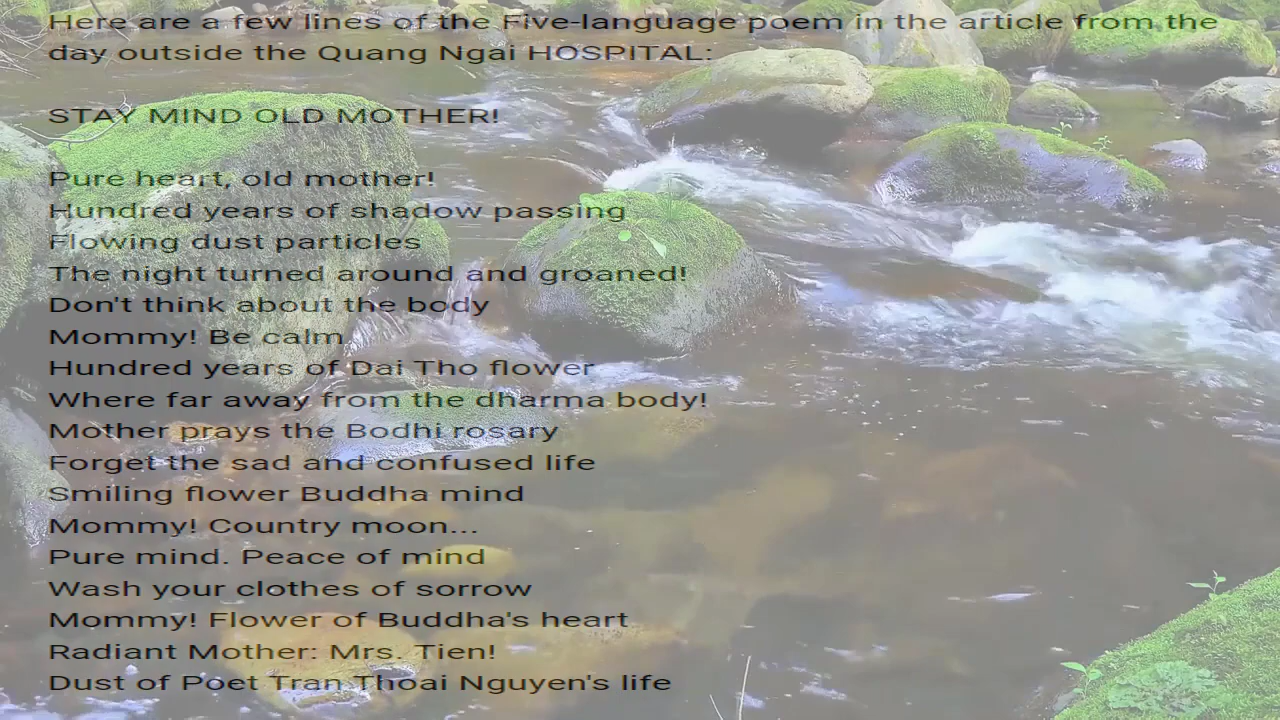 Here are a few lines of the Five-language poem in the article from the
day outside the Quang Ngai HOSPITAL:
STAY MIND OLD MOTHER!
Pure heart, old mother!
Hundred years of shadow passing
Flowing dust particles
The night turned around and groaned!
Don't think about the body
Mommy! Be calm
Hundred years of Dai Tho flower
Where far away from the dharma body!
Mother prays the Bodhi rosary
Forget the sad and confused life
Smiling flower Buddha mind
Mommy! Country moon...
Pure mind. Peace of mind
Wash your clothes of sorrow
Mommy! Flower of Buddha's heart
Radiant Mother: Mrs. Tien!
Dust of Poet Tran Thoai Nguyen's life